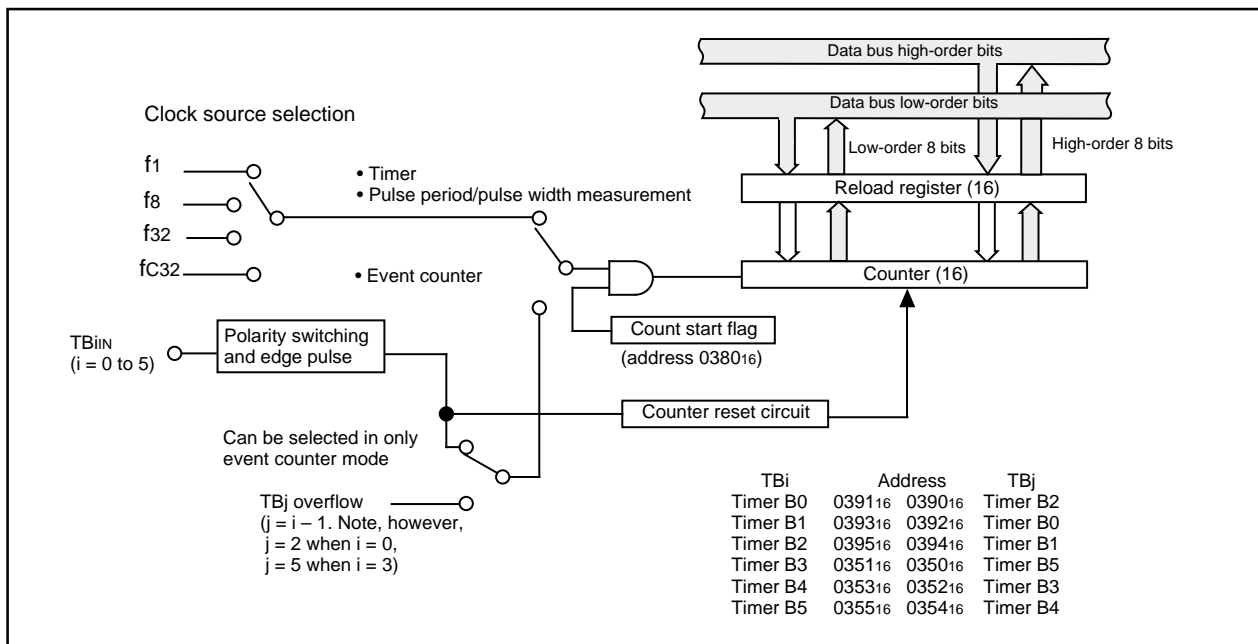 Data bus high-order bits
Data bus low-order bits
Clock source selection
Low-order 8 bits
High-order 8 bits
f1
• Timer
• Pulse period/pulse width measurement
Reload register (16)
f8
f32
fC32
• Event counter
Counter (16)
TBiIN
(i = 0 to 5)
Polarity switching
and edge pulse
Count start flag
(address 038016)
Counter reset circuit
Can be selected in only
event counter mode
TBj overflow
(j = i – 1. Note, however,
j = 2 when i = 0,
j = 5 when i = 3)
TBi Address TBj
Timer B0 039116 039016 Timer B2
Timer B1 039316 039216 Timer B0
Timer B2 039516 039416 Timer B1
Timer B3 035116 035016 Timer B5
Timer B4 035316 035216 Timer B3
Timer B5 035516 035416 Timer B4